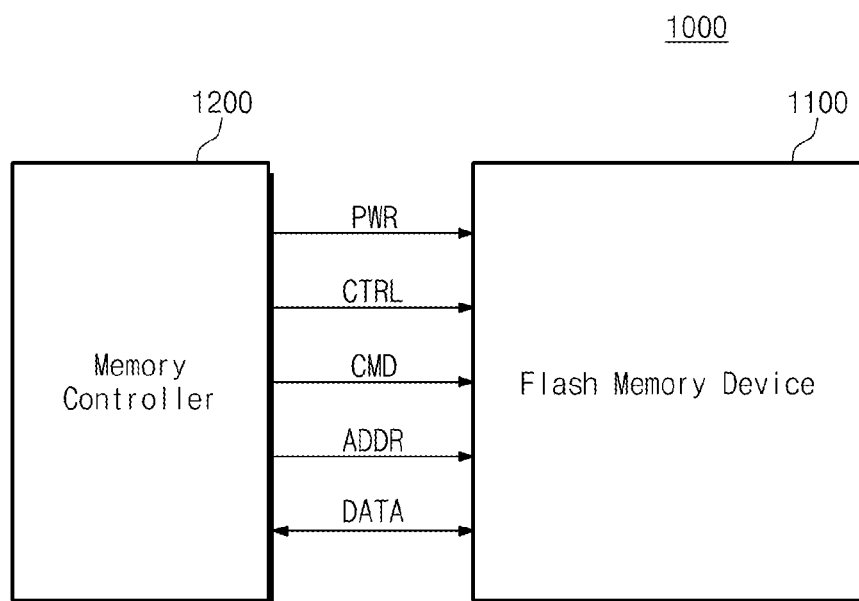 1000
1200
1100
PWR
CTRL
Memory
Controller
CMD
Flash Memory Device
ADDR
DATA